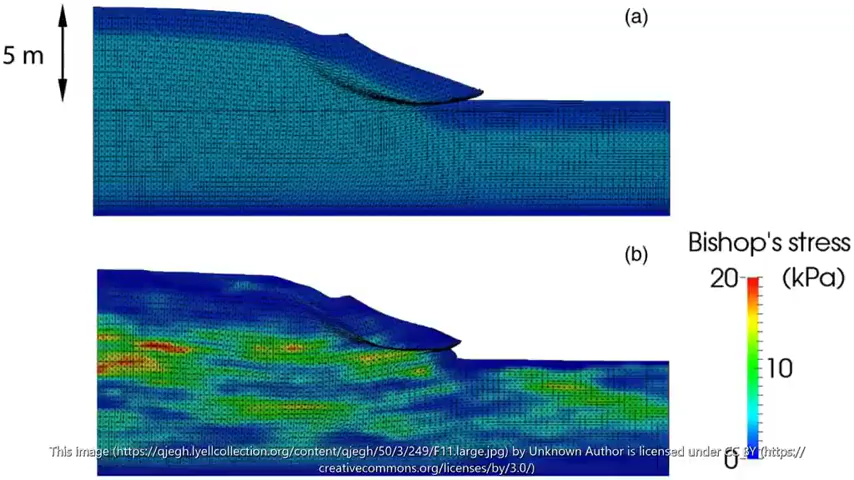 (a)
5 m
(b)
Bishop's stress
(kPa)
20
10
0
This image (https://qjegh.lyellcollection.org/content/qjegh/50/3/249/F11.large.jpg) by Unknown Author is licensed under CC BY (https://
creativecommons.org/licenses/by/3.0/)